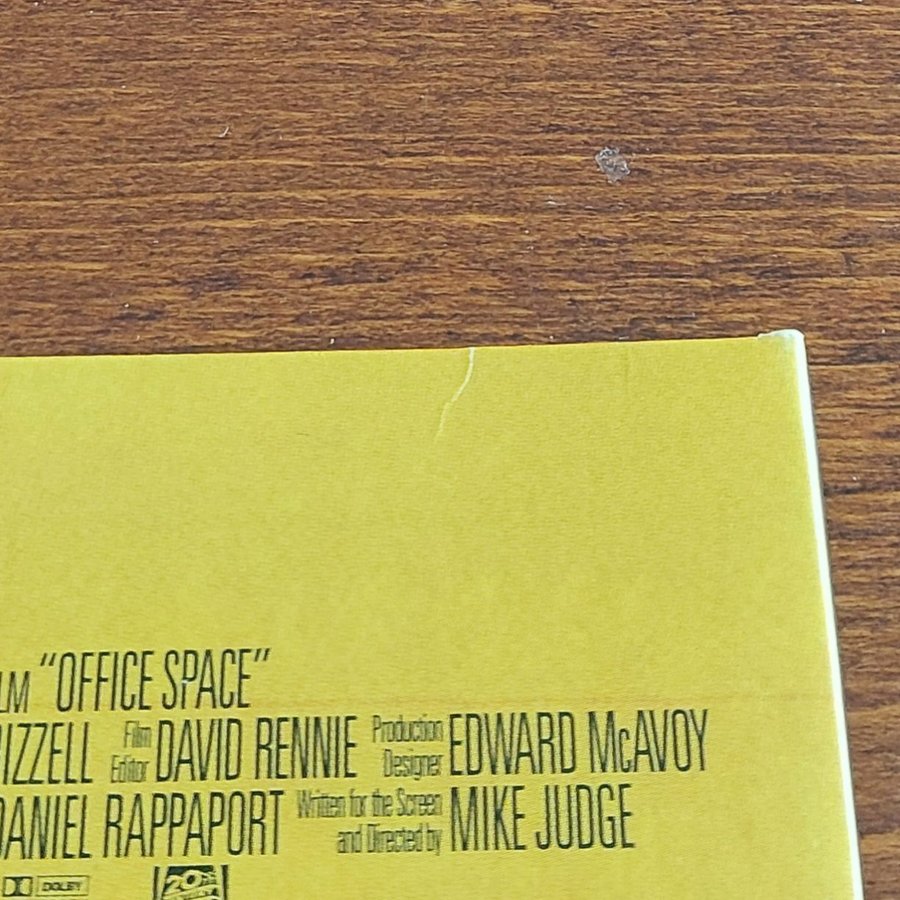 "OFFICE SPACE"
Film Editor DAVID RENNIE Production Designer EDWARD McAVOY
DANIEL RAPPAPORT Written for the Screen and Directed by MIKE JUDGE
DOLBY 20TH